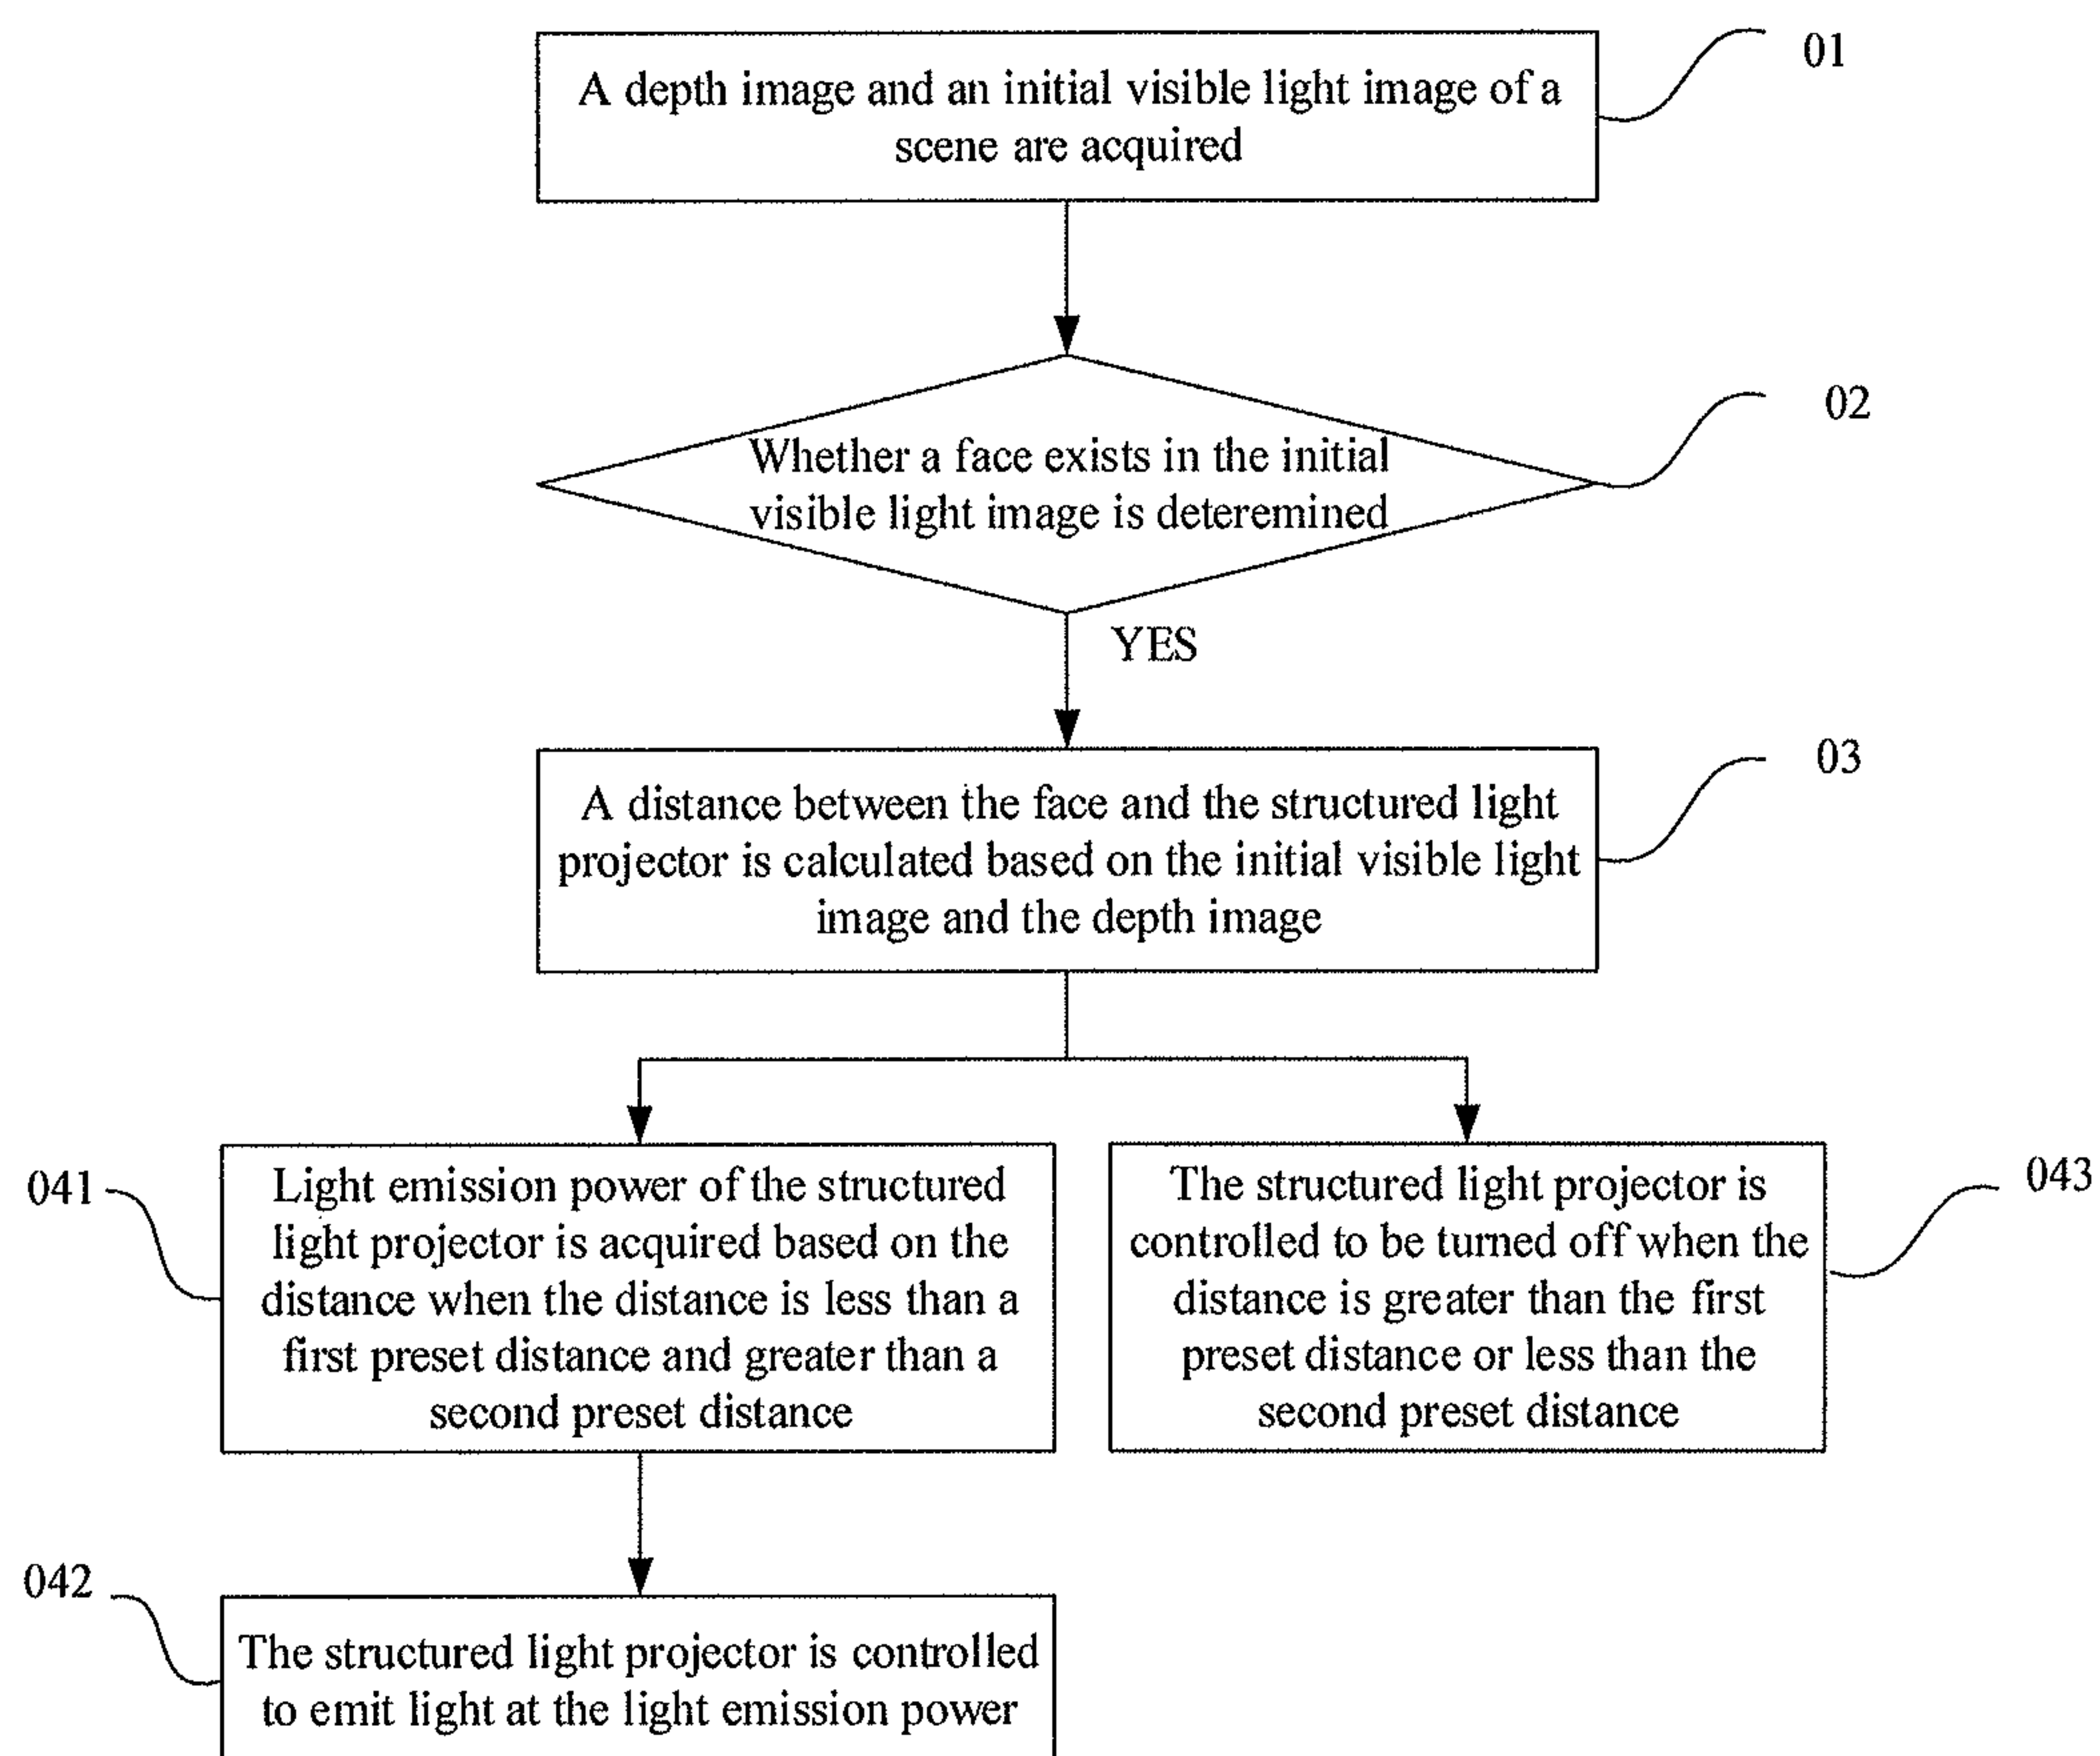 A depth image and an initial visible light image of a
scene are acquired
01
Whether a face exists in the initial
visible light image is deteremined
02
YES
A distance between the face and the structured light
projector is calculated based on the initial visible light
image and the depth image
03
041
Light emission power of the structured
light projector is acquired based on the
distance when the distance is less than a
first preset distance and greater than a
second preset distance
The structured light projector is
controlled to be turned off when the
distance is greater than the first
preset distance or less than the
second preset distance
043
042
The structured light projector is controlled
to emit light at the light emission power